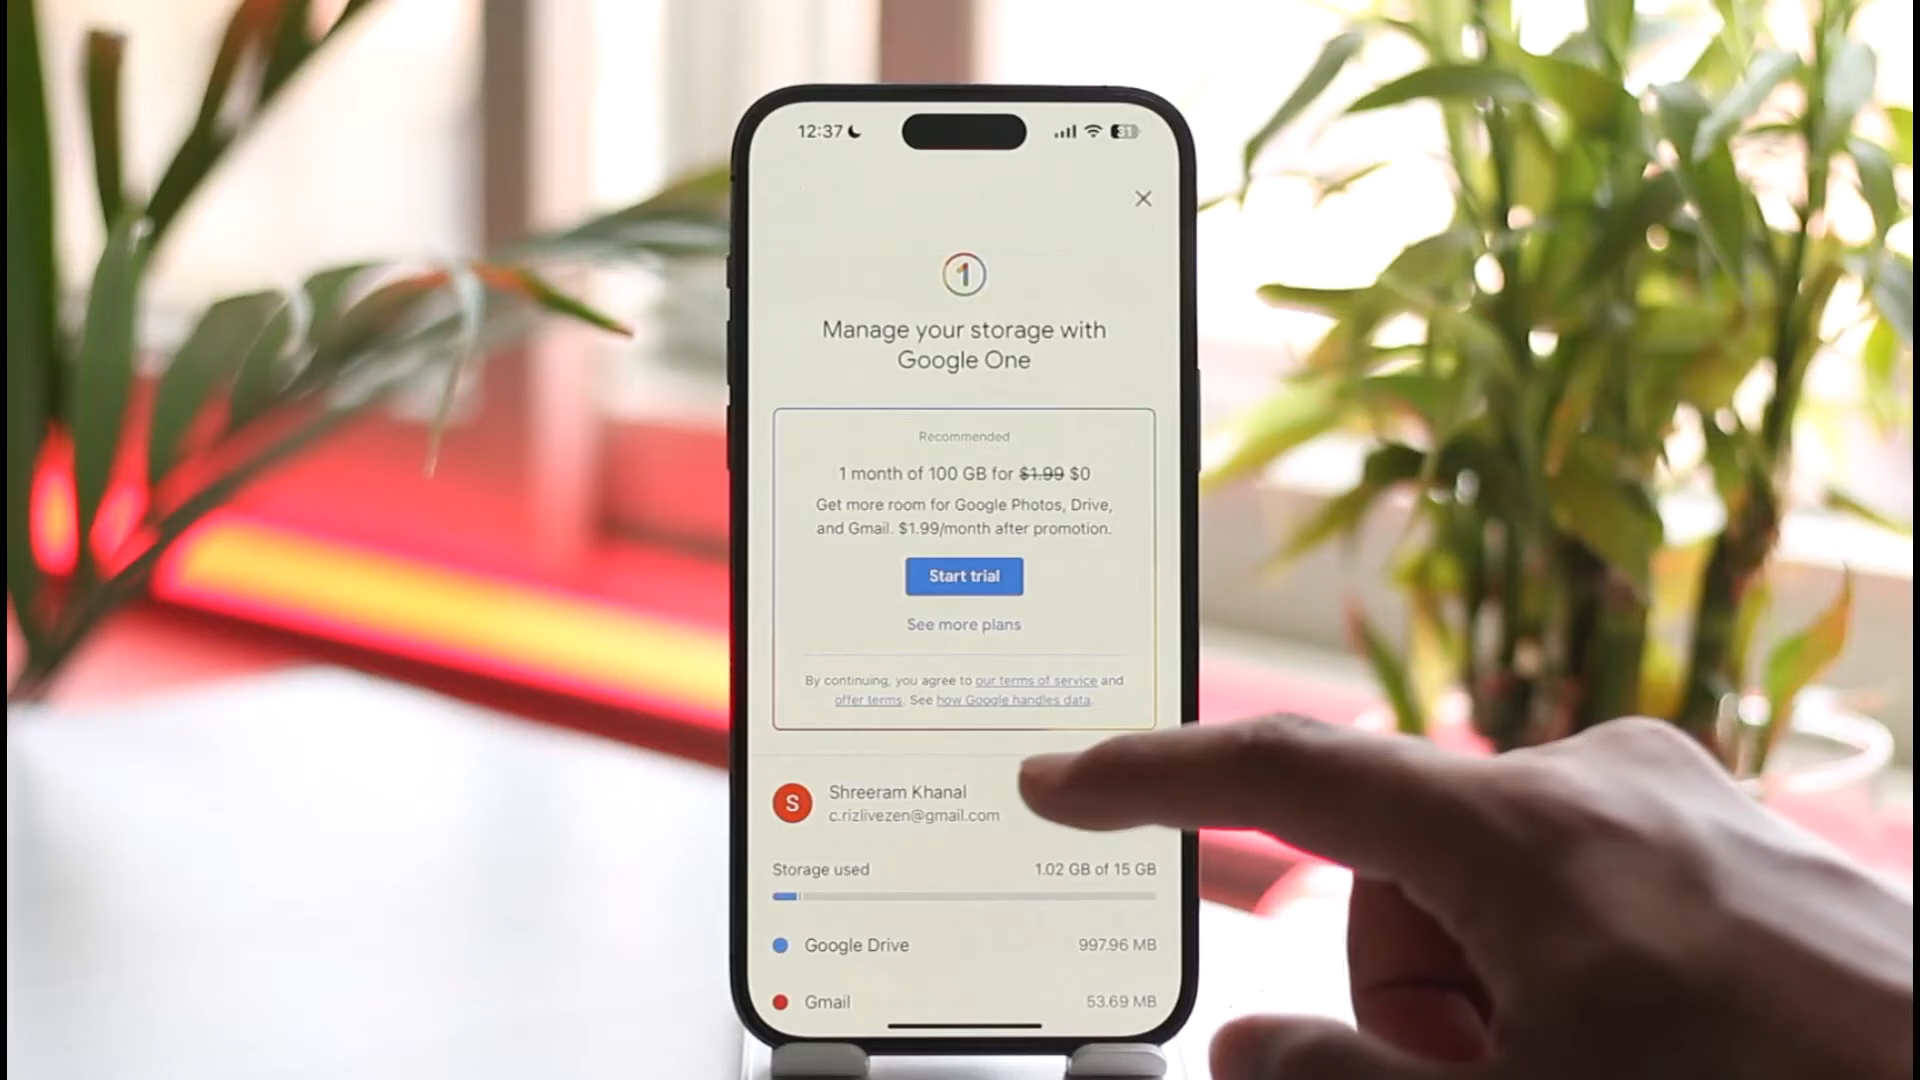 12:37
31
1
Manage your storage with
Google One
Recommended
1 month of 100 GB for $1.99 $0
Get more room for Google Photos, Drive,
and Gmail. $1.99/month after promotion.
Start trial
See more plans
By continuing, you agree to our terms of service and
offer terms. See how Google handles data.
S
Shreeram Khanal
c.rizlivezen@gmail.com
Storage used 1.02 GB of 15 GB
Google Drive 997.96 MB
Gmail 53.69 MB